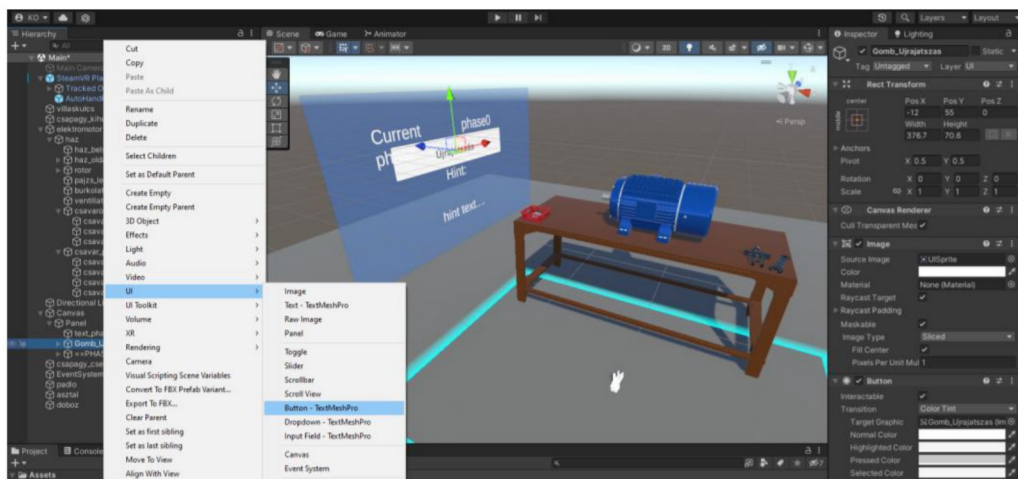 KO
Layers
Layout
Hierarchy
Scene
Game
Animator
Inspector
Lighting
All
Main*
Main Camera
SteamVR Pla
Tracked O
AutoHand
villaskulcs
csapagy_kih
elektromotor
haz
haz_bel
haz_old
rotor
pajzs_le
burkolat
ventillat
csavaro
csava
csava
csava
csavar_
csava
csava
csava
csava
Directional Li
Canvas
Panel
text_pha
Gomb_U
==PHAS
csapagy_cse
EventSystem
padlo
asztal
doboz
Project
Console
Assets
Cut
Copy
Paste
Paste As Child
Rename
Duplicate
Delete
Select Children
Set as Default Parent
Create Empty
Create Empty Parent
3D Object
Effects
Light
Audio
Video
UI
UI Toolkit
Volume
XR
Rendering
Camera
Visual Scripting Scene Variables
Convert To FBX Prefab Variant...
Export To FBX...
Clear Parent
Set as first sibling
Set as last sibling
Move To View
Align With View
Image
Text - TextMeshPro
Raw Image
Panel
Toggle
Slider
Scrollbar
Scroll View
Button - TextMeshPro
Dropdown - TextMeshPro
Input Field - TextMeshPro
Canvas
Event System
2D
Persp
Current phase0
ph
Hint:
hint text...
Gomb_Ujrajatszas
Static
Tag Untagged Layer UI
Rect Transform
center
middle
Pos X Pos Y Pos Z
-12 55 0
Width Height
376.7 70.6
R
Anchors
Pivot X 0.5 Y 0.5
Rotation X 0 Y 0 Z 0
Scale X 1 Y 1 Z 1
Canvas Renderer
Cull Transparent Mes
Image
Source Image UISprite
Color
Material None (Material)
Raycast Target
Raycast Padding
Maskable
Image Type Sliced
Fill Center
Pixels Per Unit Mul 1
Button
Interactable
Transition Color Tint
Target Graphic Gomb_Ujrajatszas (Im
Normal Color
Highlighted Color
Pressed Color
Selected Color